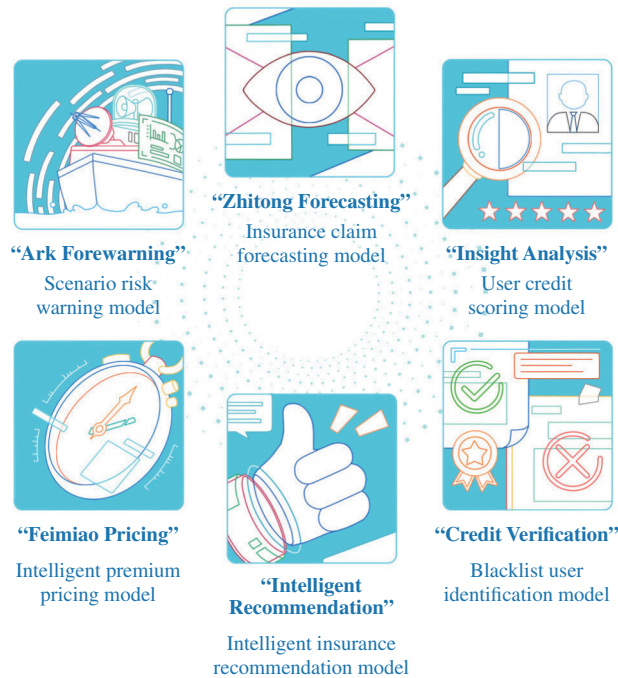 “Zhitong Forecasting”
Insurance claim
forecasting model
“Ark Forewarning”
Scenario risk
warning model
“Insight Analysis”
User credit
scoring model
“Feimiao Pricing”
Intelligent premium
pricing model
“Intelligent
Recommendation”
Intelligent insurance
recommendation model
“Credit Verification”
Blacklist user
identification model